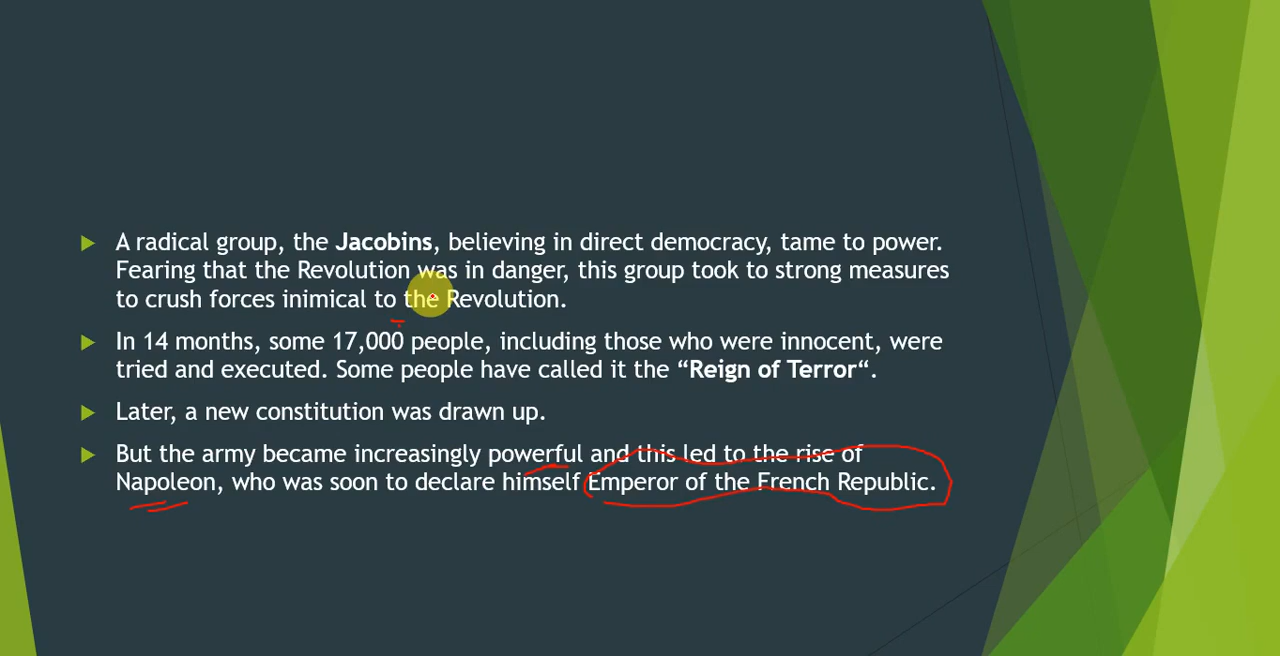 A radical group, the Jacobins, believing in direct democracy, tame to power.
Fearing that the Revolution was in danger, this group took to strong measures
to crush forces inimical to the Revolution.
In 14 months, some 17,000 people, including those who were innocent, were
tried and executed. Some people have called it the “Reign of Terror“.
Later, a new constitution was drawn up.
But the army became increasingly powerful and this led to the rise of
Napoleon, who was soon to declare himself Emperor of the French Republic.